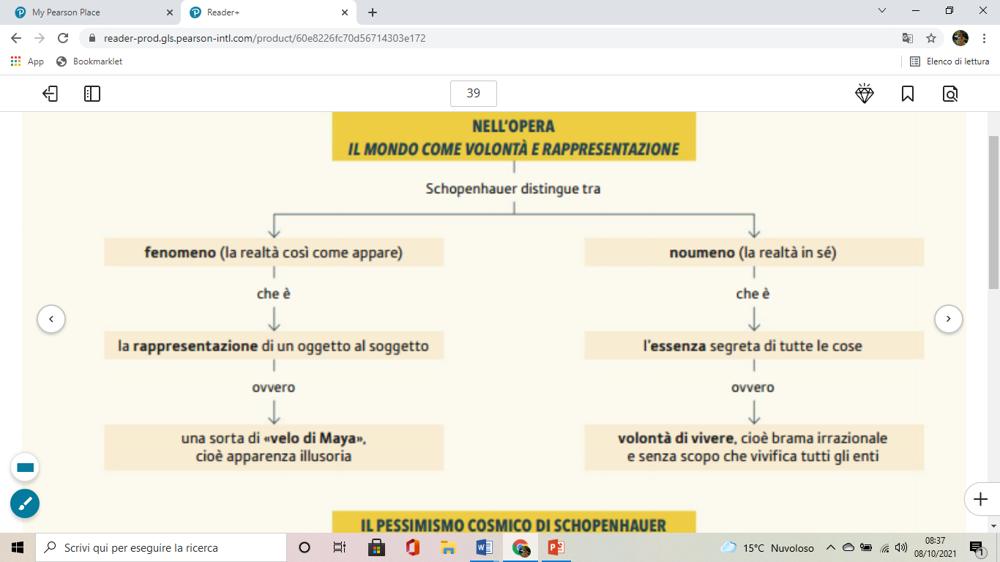 My Pearson Place
Reader+
reader-prod.gls.pearson-intl.com/product/60e8226fc70d56714303e172
App
Bookmarklet
Elenco di lettura
39
NELL'OPERA
IL MONDO COME VOLONTÀ E RAPPRESENTAZIONE
Schopenhauer distingue tra
fenomeno (la realtà così come appare)
noumeno (la realtà in sé)
che è
che è
la rappresentazione di un oggetto al soggetto
l'essenza segreta di tutte le cose
ovvero
ovvero
una sorta di «velo di Maya»,
cioè apparenza illusoria
volontà di vivere, cioè brama irrazionale
e senza scopo che vivifica tutti gli enti
IL PESSIMISMO COSMICO DI SCHOPENHAUER
Scrivi qui per eseguire la ricerca
15°C Nuvoloso
08:37
08/10/2021
1